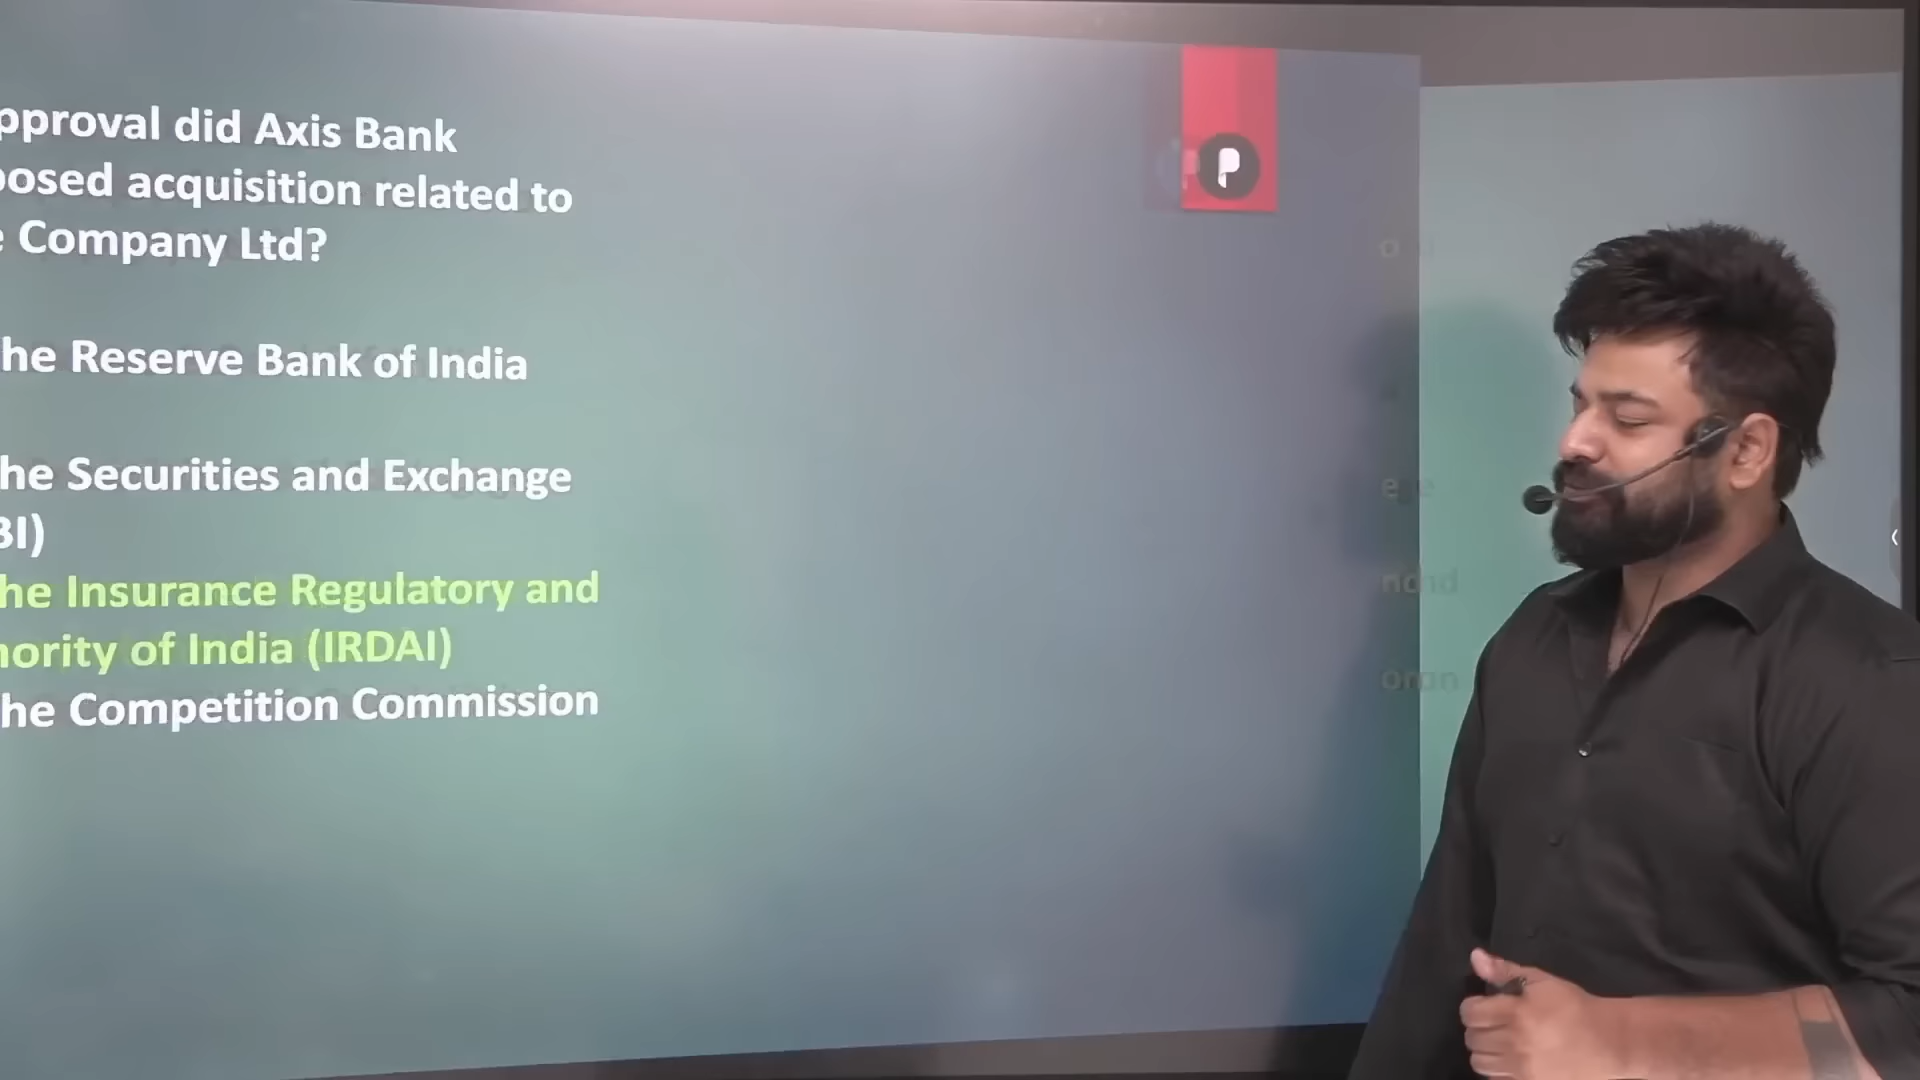 pproval did Axis Bank
posed acquisition related to
e Company Ltd?
he Reserve Bank of India
he Securities and Exchange
BI)
he Insurance Regulatory and
hority of India (IRDAI)
he Competition Commission